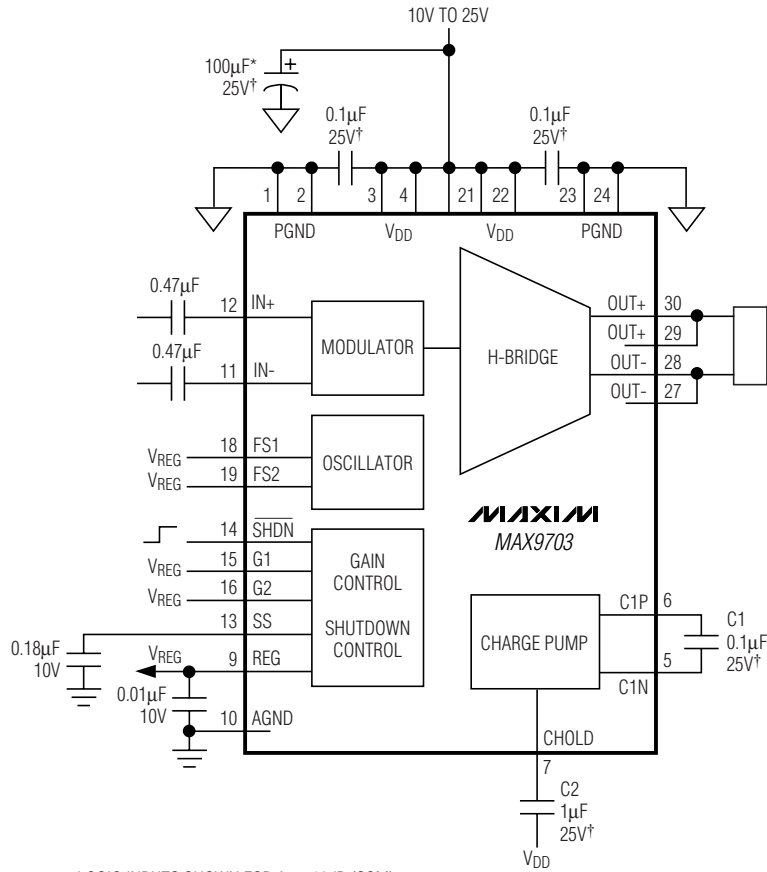 10V TO 25V
100μF*
25V†
+
0.1μF
25V†
0.1μF
25V†
1
2
3
4
21
22
23
24
PGND
VDD
VDD
PGND
0.47μF
12
IN+
0.47μF
11
IN-
MODULATOR
H-BRIDGE
OUT+
30
OUT+
29
OUT-
28
OUT-
27
VREG
18
FS1
VREG
19
FS2
OSCILLATOR
14
SHDN
VREG
15
G1
VREG
16
G2
13
SS
GAIN
CONTROL
SHUTDOWN
CONTROL
MAXIM
MAX9703
0.18μF
10V
VREG
9
REG
0.01μF
10V
10
AGND
CHARGE PUMP
C1P
6
C1
0.1μF
25V†
5
C1N
CHOLD
7
C2
1μF
25V†
VDD